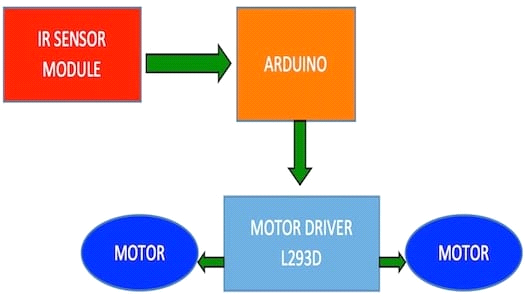 IR SENSOR
MODULE
ARDUINO
MOTOR DRIVER
L293D
MOTOR
MOTOR